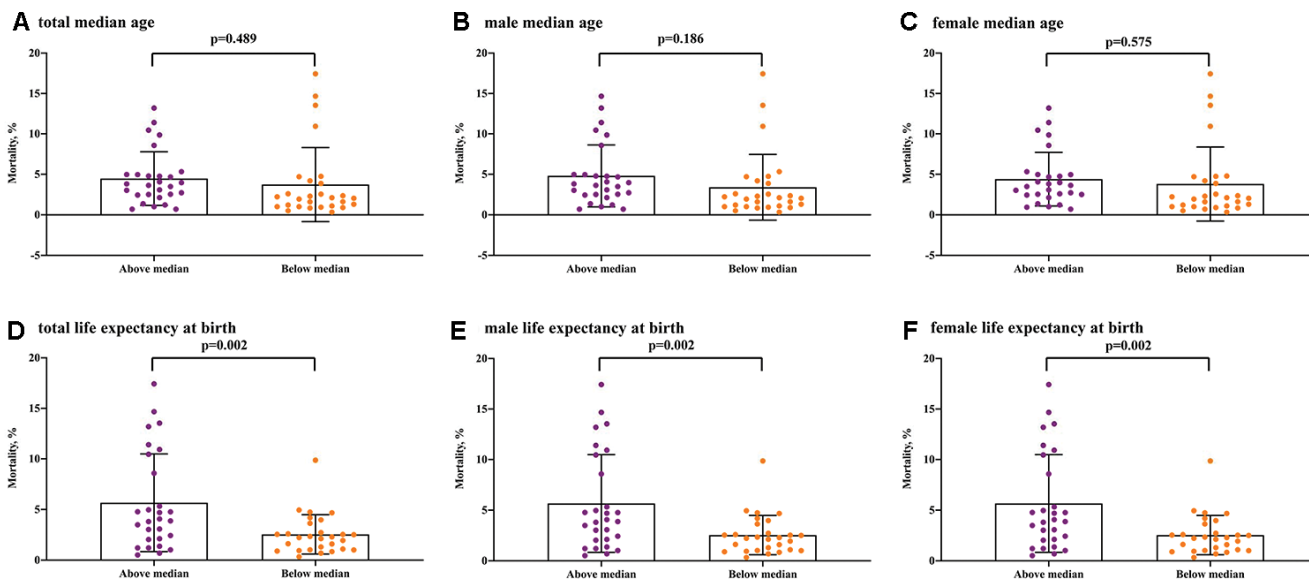 A total median age
p=0.489
20
15
10
5
0
-5
Mortality, %
Above median
Below median
B male median age
p=0.186
20
15
10
5
0
-5
Mortality, %
Above median
Below median
C female median age
p=0.575
20
15
10
5
0
-5
Mortality, %
Above median
Below median
D total life expectancy at birth
p=0.002
20
15
10
5
0
Mortality, %
Above median
Below median
E male life expectancy at birth
p=0.002
20
15
10
5
0
Mortality, %
Above median
Below median
F female life expectancy at birth
p=0.002
20
15
10
5
0
Mortality, %
Above median
Below median